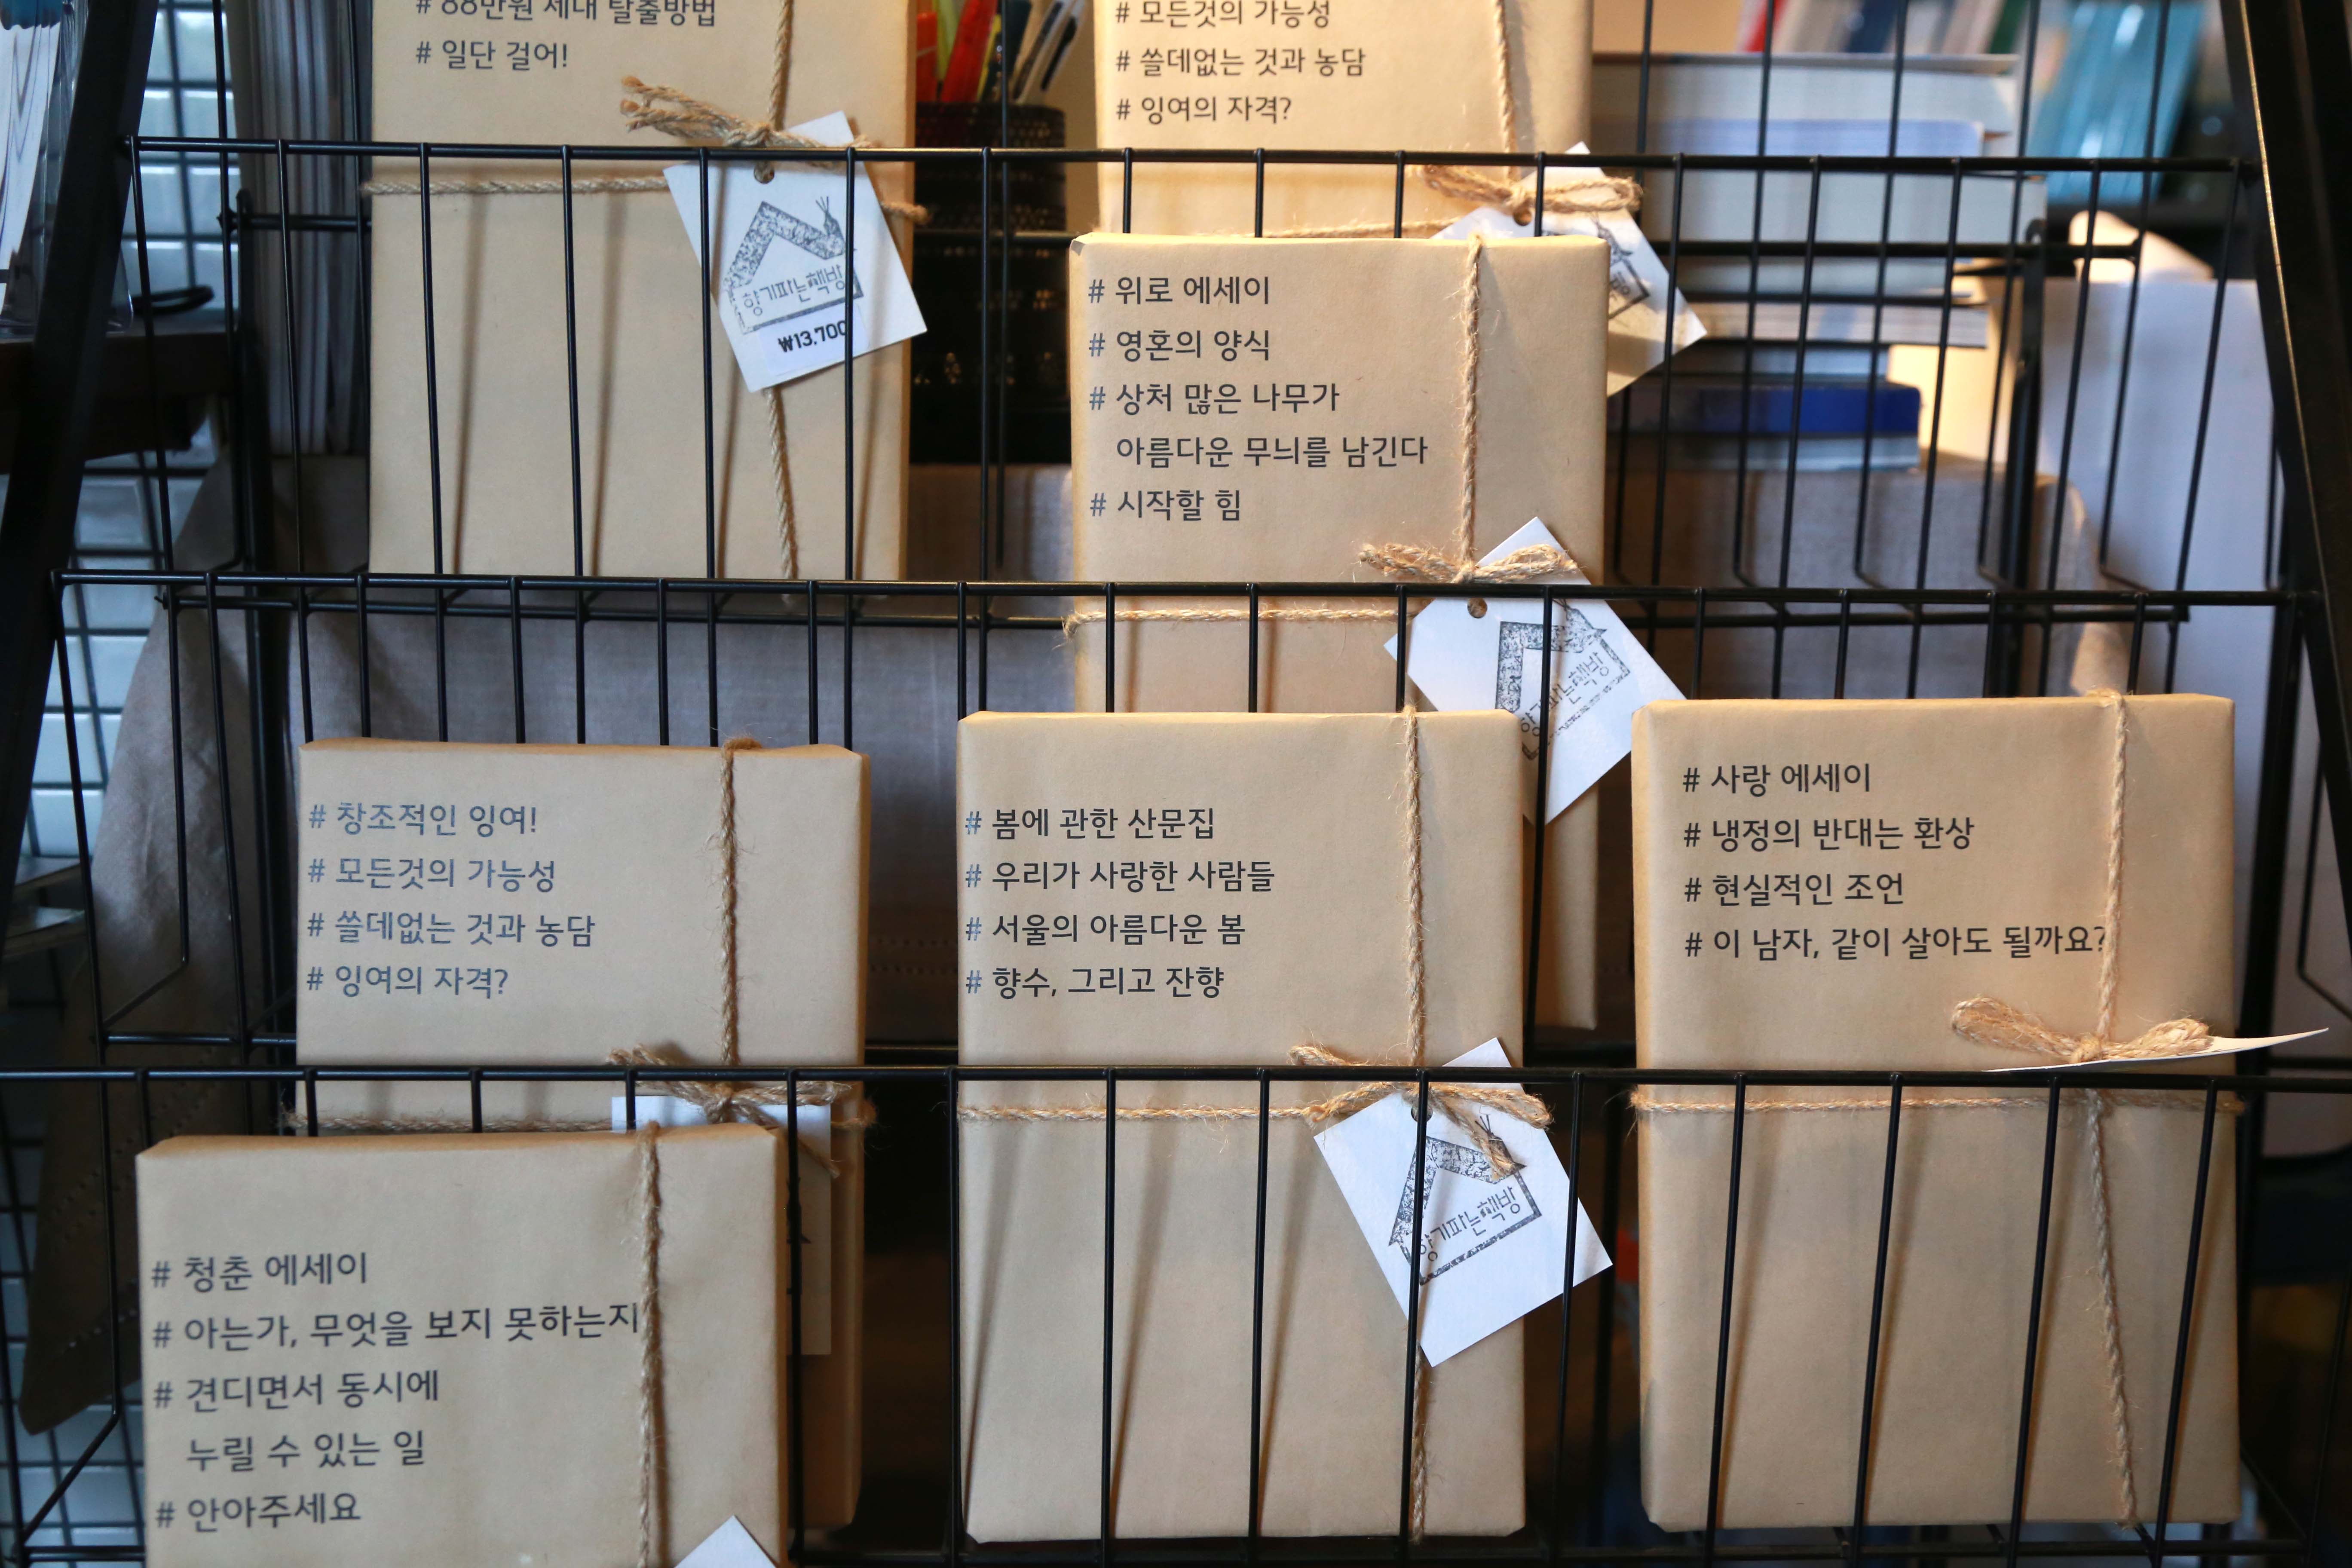 # 88만원 세대 탈출방법
# 일단 걸어!
향기파는책방
₩13.700
# 모든것의 가능성
# 쓸데없는 것과 농담
# 잉여의 자격?
# 위로 에세이
# 영혼의 양식
# 상처 많은 나무가
아름다운 무늬를 남긴다
# 시작할 힘
향기파는책방
# 창조적인 잉여!
# 모든것의 가능성
# 쓸데없는 것과 농담
# 잉여의 자격?
# 봄에 관한 산문집
# 우리가 사랑한 사람들
# 서울의 아름다운 봄
# 향수, 그리고 잔향
향기파는책방
# 사랑 에세이
# 냉정의 반대는 환상
# 현실적인 조언
# 이 남자, 같이 살아도 될까요?
# 청춘 에세이
# 아는가, 무엇을 보지 못하는지
# 견디면서 동시에
누릴 수 있는 일
# 안아주세요